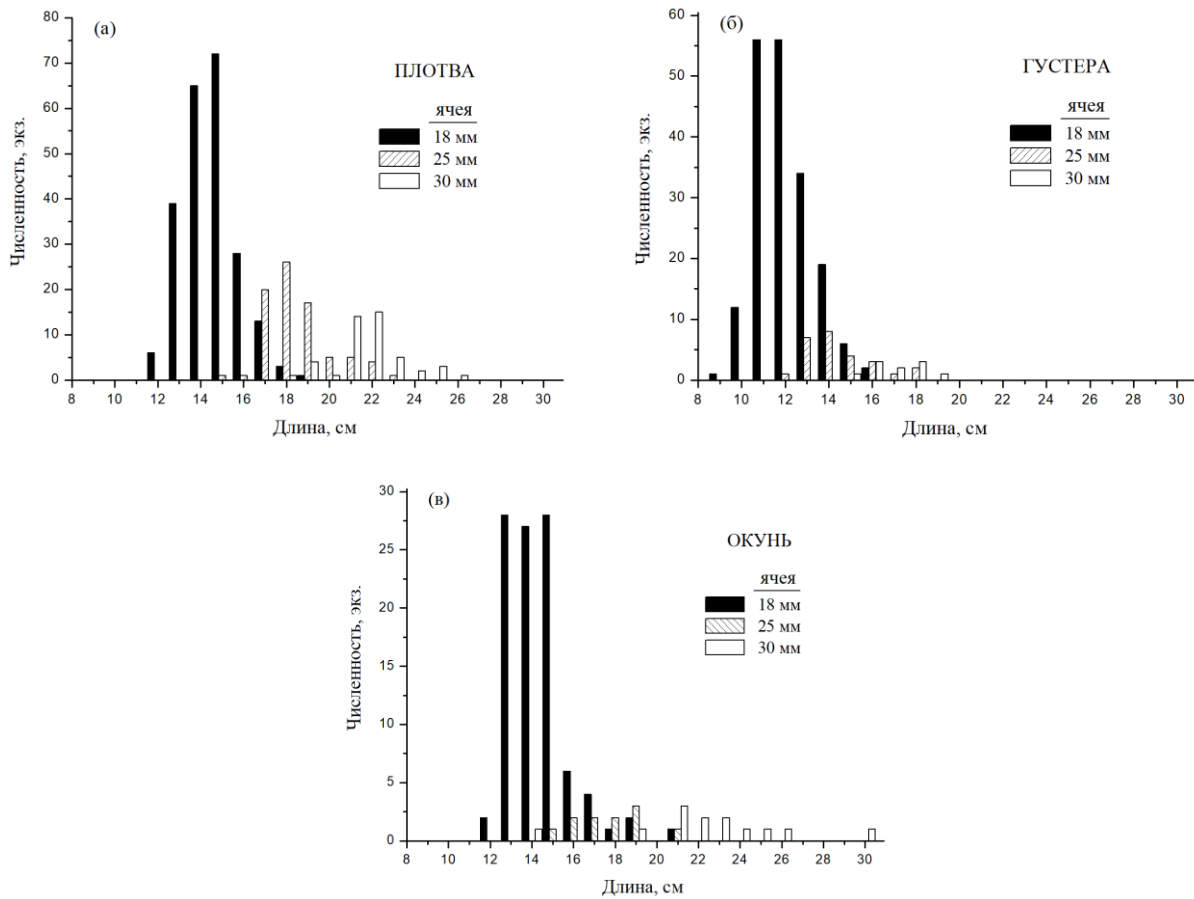 (а)
ПЛОТВА
ячея
18 мм
25 мм
30 мм
Численность, экз.
80
70
60
50
40
30
20
10
0
8 10 12 14 16 18 20 22 24 26 28 30
Длина, см
(б)
ГУСТЕРА
ячея
18 мм
25 мм
30 мм
Численность, экз.
60
50
40
30
20
10
0
8 10 12 14 16 18 20 22 24 26 28 30
Длина, см
(в)
ОКУНЬ
ячея
18 мм
25 мм
30 мм
Численность, экз.
30
25
20
15
10
5
0
8 10 12 14 16 18 20 22 24 26 28 30
Длина, см